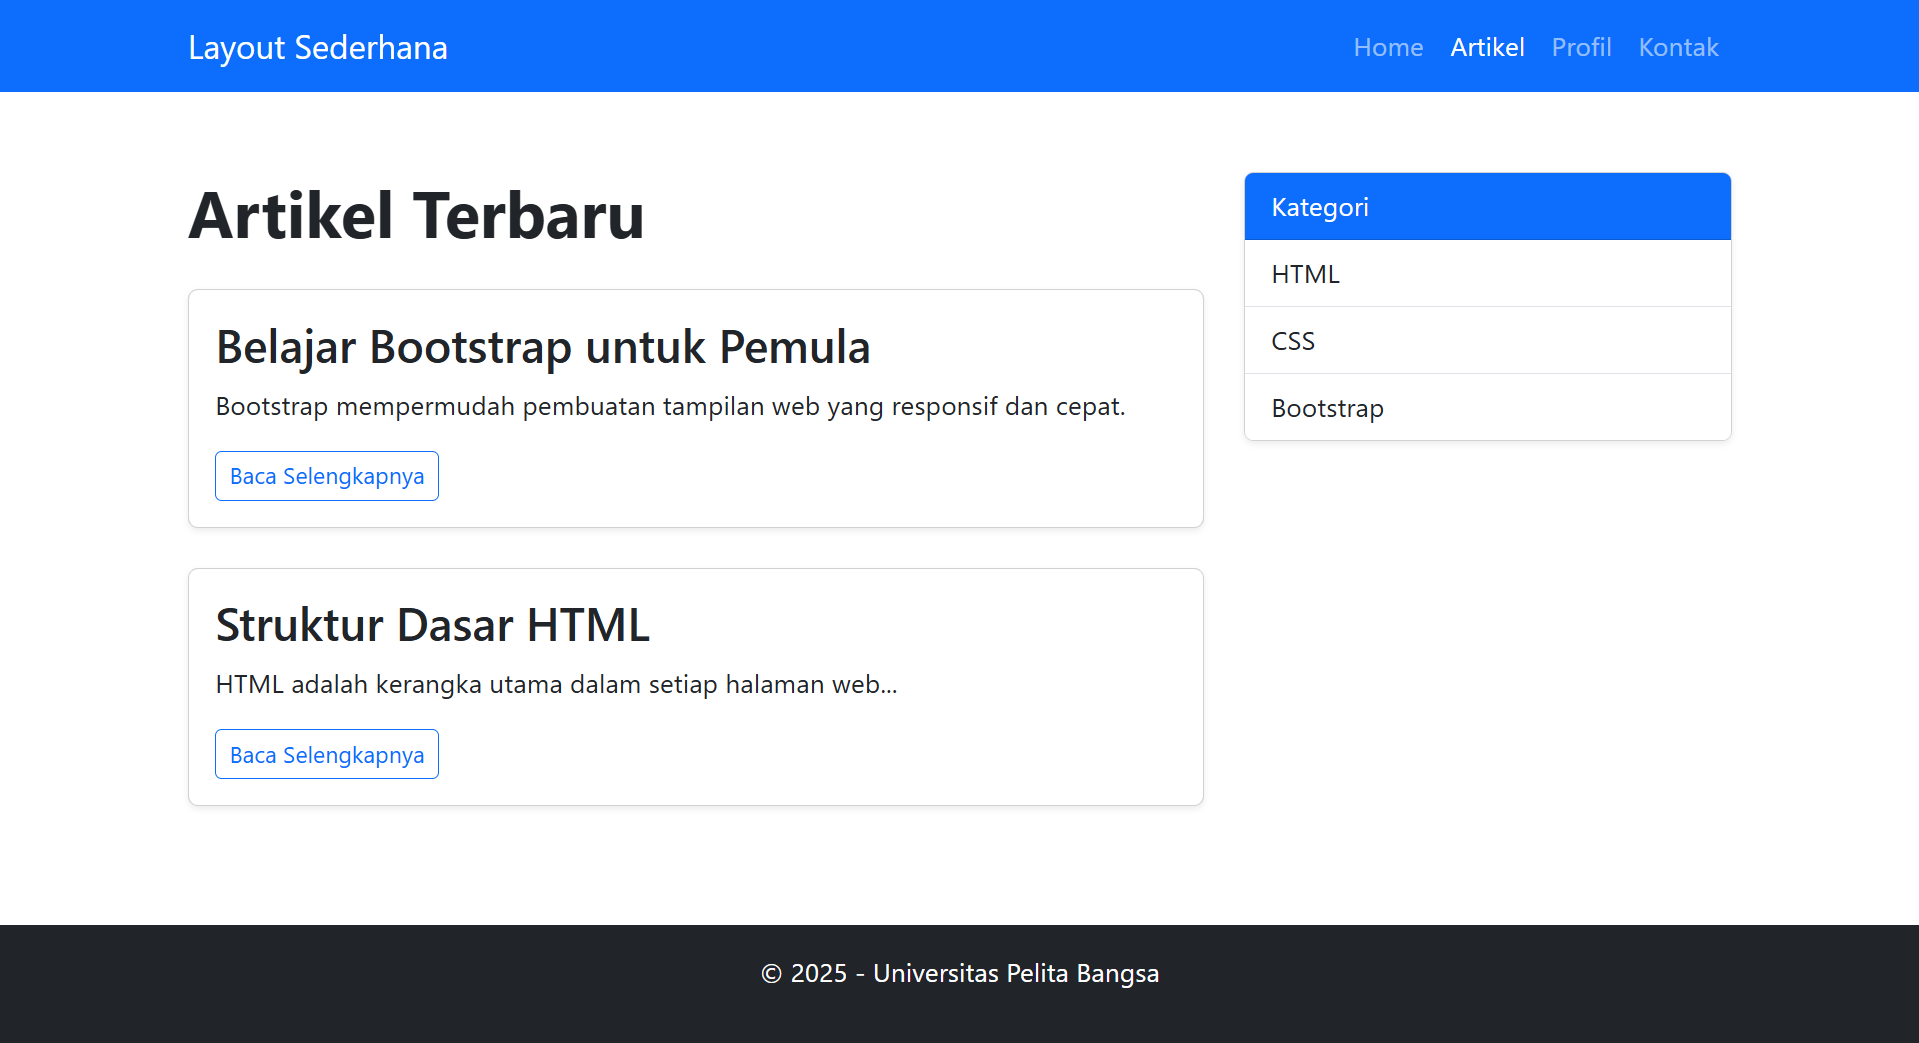 Layout Sederhana
Home Artikel Profil Kontak
Artikel Terbaru
Belajar Bootstrap untuk Pemula
Bootstrap mempermudah pembuatan tampilan web yang responsif dan cepat.
Baca Selengkapnya
Struktur Dasar HTML
HTML adalah kerangka utama dalam setiap halaman web...
Baca Selengkapnya
Kategori
HTML
CSS
Bootstrap
© 2025 - Universitas Pelita Bangsa